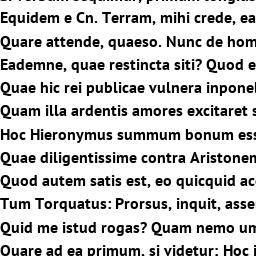 Equidem e Cn. Terram, mihi crede, ea
Quare attende, quaeso. Nunc de hom
Eademne, quae restincta siti? Quod e
Quae hic rei publicae vulnera inponel
Quam illa ardentis amores excitaret s
Hoc Hieronymus summum bonum ess
Quae diligentissime contra Aristonen
Quod autem satis est, eo quicquid acc
Tum Torquatus: Prorsus, inquit, asse
Quid me istud rogas? Quam nemo um
Quare ad ea primum, si videtur; Hoc i